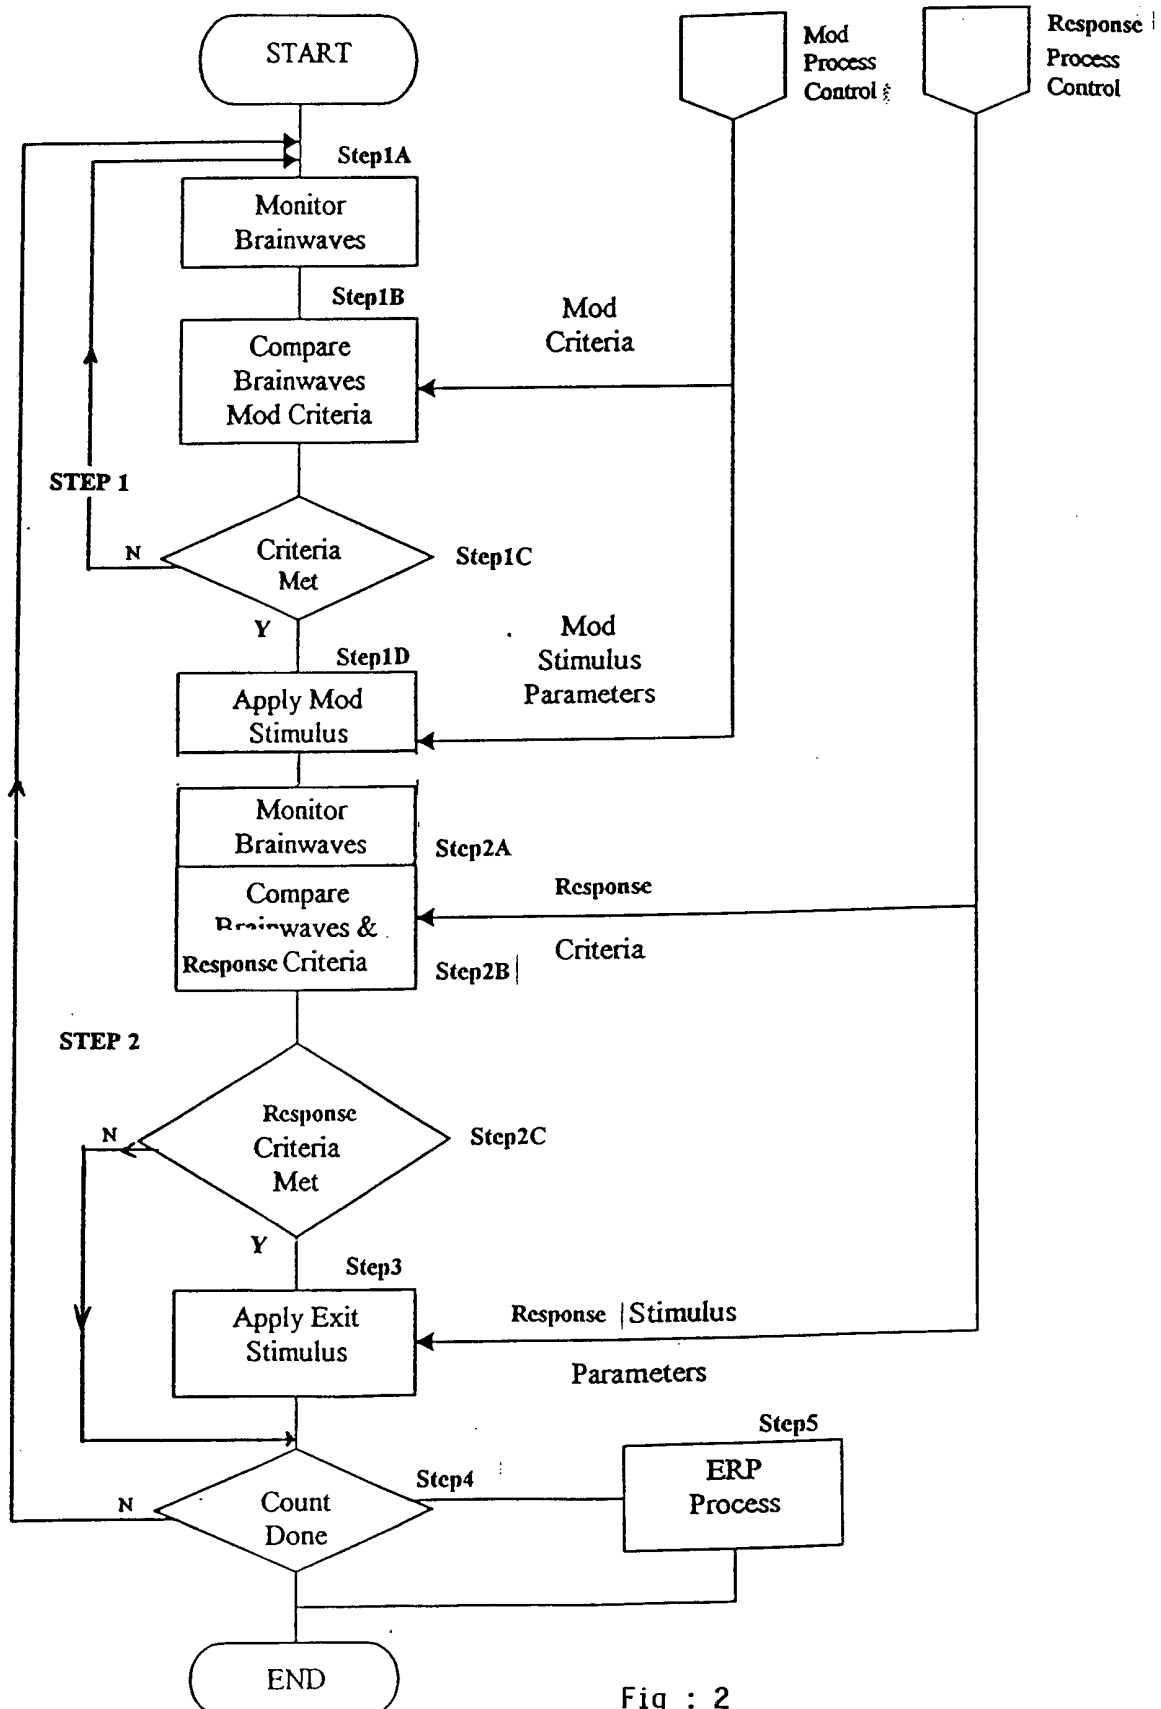 START
Mod
Process
Control
Response
Process
Control
Step1A
Monitor
Brainwaves
Step1B
Compare
Brainwaves
Mod Criteria
Mod
Criteria
STEP 1
N
Criteria
Met
Step1C
Y
Mod
Stimulus
Parameters
Step1D
Apply Mod
Stimulus
Monitor
Brainwaves
Step2A
Compare
Brainwaves &
Response Criteria
Response
Criteria
Step2B
STEP 2
N
Response
Criteria
Met
Step2C
Y
Step3
Apply Exit
Stimulus
Response Stimulus
Parameters
Step5
ERP
Process
Step4
N
Count
Done
END
Fig : 2